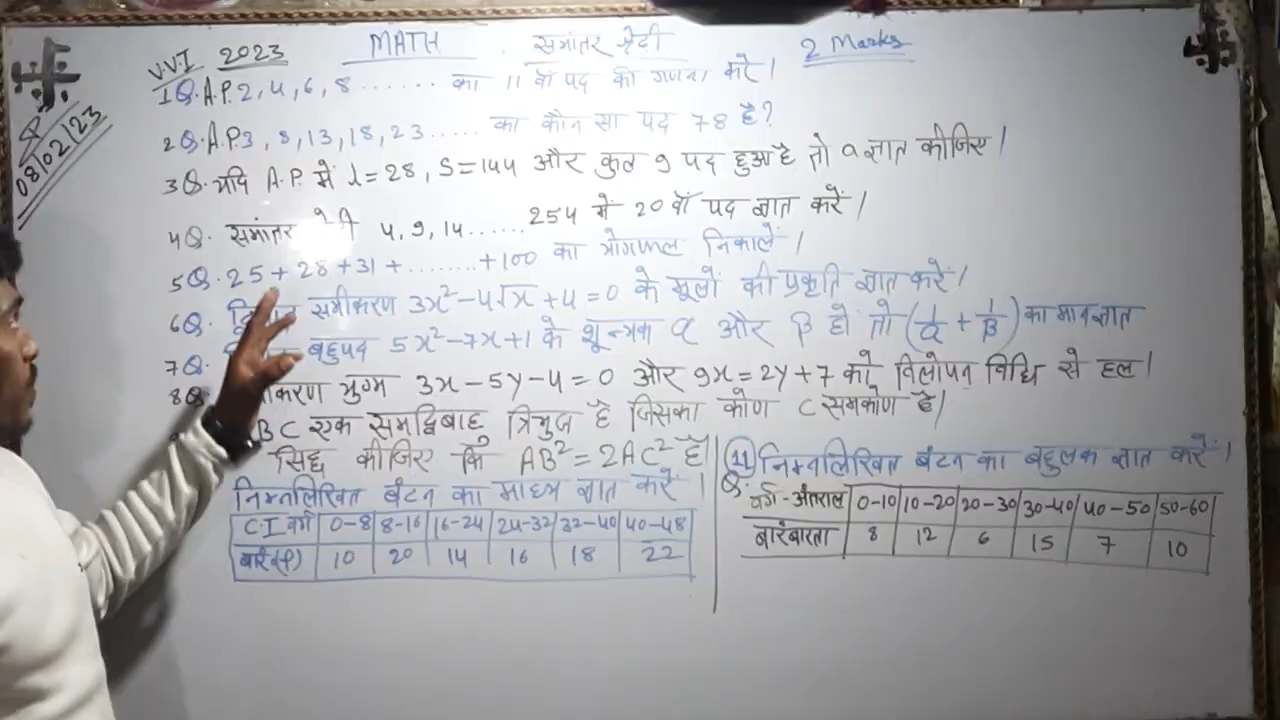 VVI 2023 MATH समांतर श्रेढी 2 Marks
08/02/23
1Q. A.P. 2, 4, 6, 8 ....... का 11 वाँ पद की गणना करें।
2Q. A.P. 3, 8, 13, 18, 23 ..... का कौन सा पद 78 है?
3Q. यदि A.P. में l = 28, S = 144 और कुल 9 पद हुआ है तो a ज्ञात कीजिए।
4Q. समांतर 4, 9, 14 ...... 254 में 20 वाँ पद ज्ञात करें।
5Q. 25 + 28 + 31 + ........ + 100 का योगफल निकालें।
6Q. समीकरण 3x² - 4√x + 4 = 0 के मूलों की प्रकृति ज्ञात करें।
7Q. बहुपद 5x² - 7x + 1 के शून्यक α और β हो तो (1/α + 1/β) का मान ज्ञात
8Q. युग्म 3x - 5y - 4 = 0 और 9x = 2y + 7 को विलोपन विधि से हल।
BC एक समद्विबाहु त्रिभुज है जिसका कोण C समकोण है।
सिद्ध कीजिए कि AB² = 2AC² है।
निम्नलिखित बंटन का माध्य ज्ञात करें।
C.I वर्ग 0-8 8-16 16-24 24-32 32-40 40-48
बारं(f) 10 20 14 16 18 22
11 Q. निम्नलिखित बंटन का बहुलक ज्ञात करें।
वर्ग-अंतराल 0-10 10-20 20-30 30-40 40-50 50-60
बारंबारता 8 12 6 15 7 10